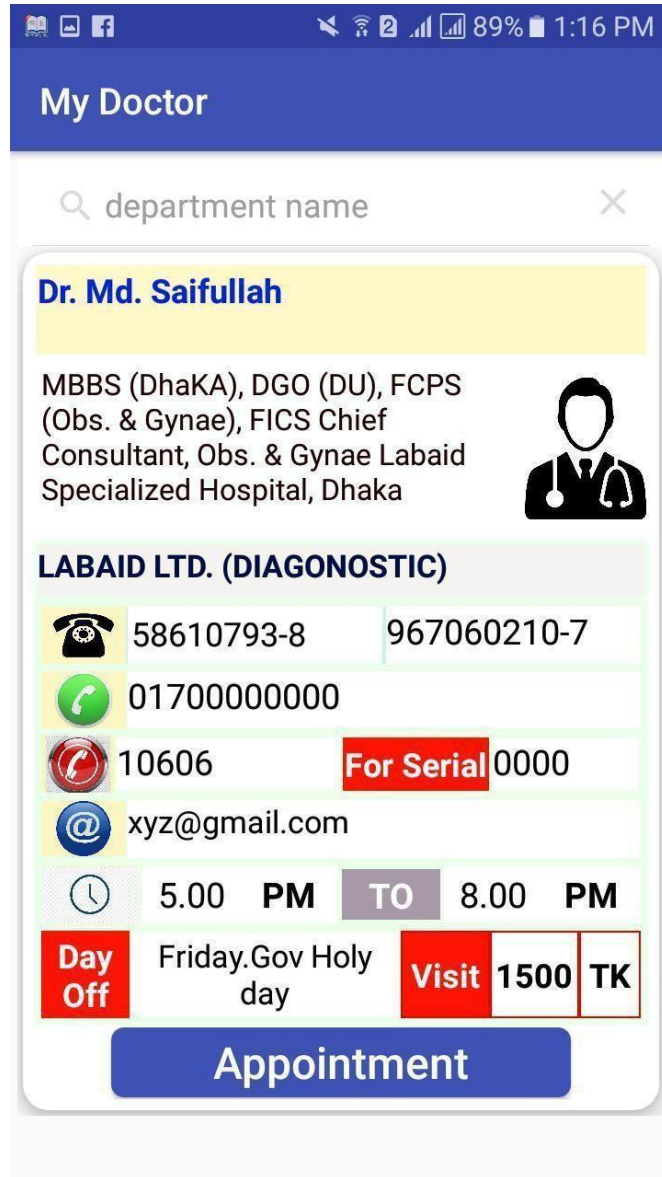 2 89% 1:16 PM
My Doctor
department name
Dr. Md. Saifullah
MBBS (DhaKA), DGO (DU), FCPS
(Obs. & Gynae), FICS Chief
Consultant, Obs. & Gynae Labaid
Specialized Hospital, Dhaka
LABAID LTD. (DIAGONOSTIC)
58610793-8 967060210-7
01700000000
10606 For Serial 0000
@ xyz@gmail.com
5.00 PM TO 8.00 PM
Day Off Friday.Gov Holy day Visit 1500 TK
Appointment